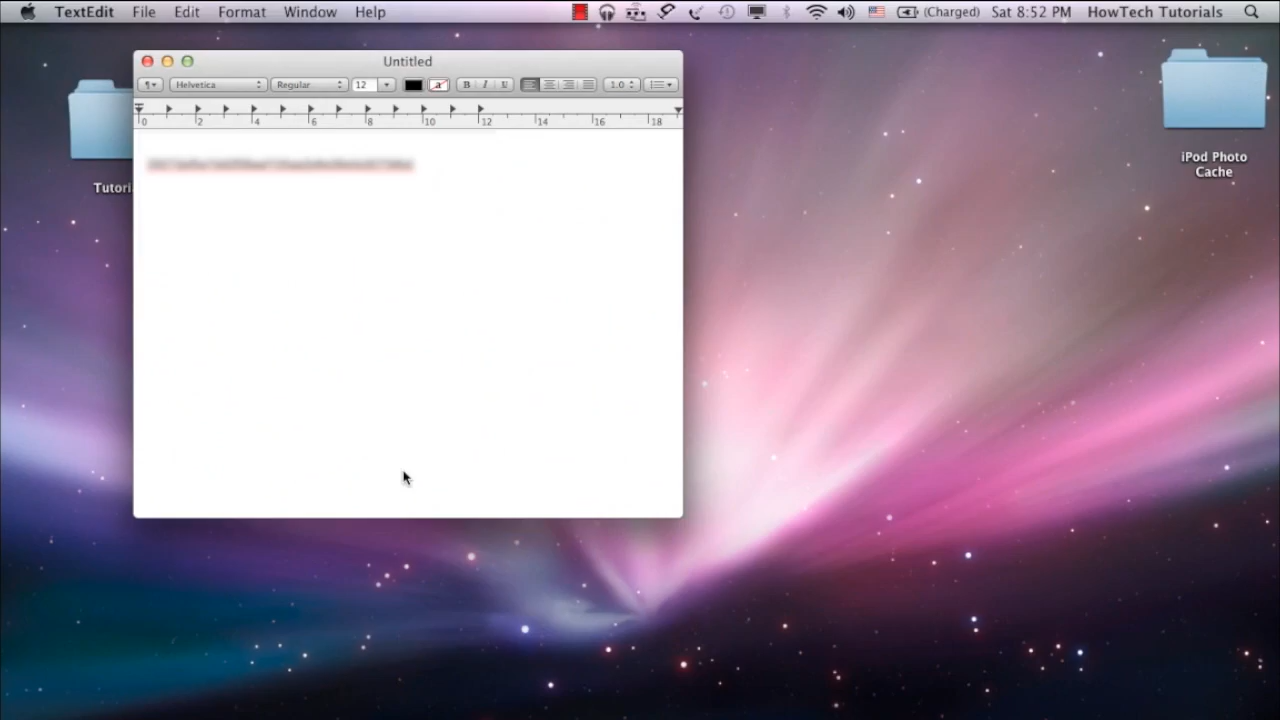 TextEdit File Edit Format Window Help (Charged) Sat 8:52 PM HowTech Tutorials
Untitled
Helvetica Regular 12 a B I U 1.0
0 2 4 6 8 10 12 14 16 18
iPod Photo
Cache